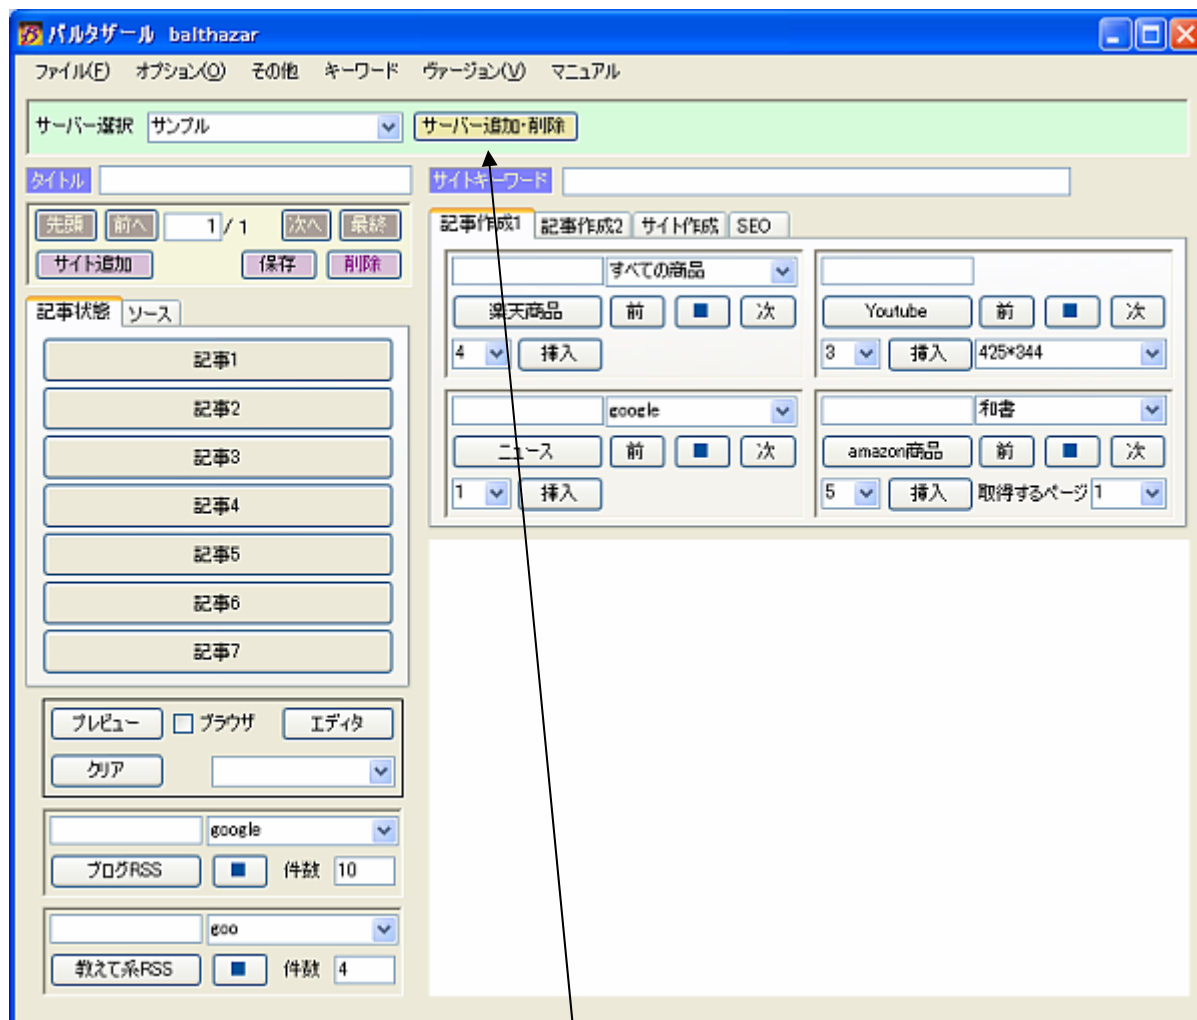 バルタザール balthazar
ファイル(F) オプション(O) その他 キーワード ヴァージョン(V) マニュアル
サーバー選択 サンプル サーバー追加・削除
タイトル サイトキーワード
先頭 前へ 1 / 1 次へ 最終
サイト追加 保存 削除
記事作成1 記事作成2 サイト作成 SEO
すべての商品
楽天商品 前 次 Youtube 前 次
4 挿入 3 挿入 425*344
google 和書
ニュース 前 次 amazon商品 前 次
1 挿入 5 挿入 取得するページ 1
記事状態 ソース
記事1
記事2
記事3
記事4
記事5
記事6
記事7
プレビュー ブラウザ エディタ
クリア
google
ブログRSS 件数 10
goo
教えて系RSS 件数 4